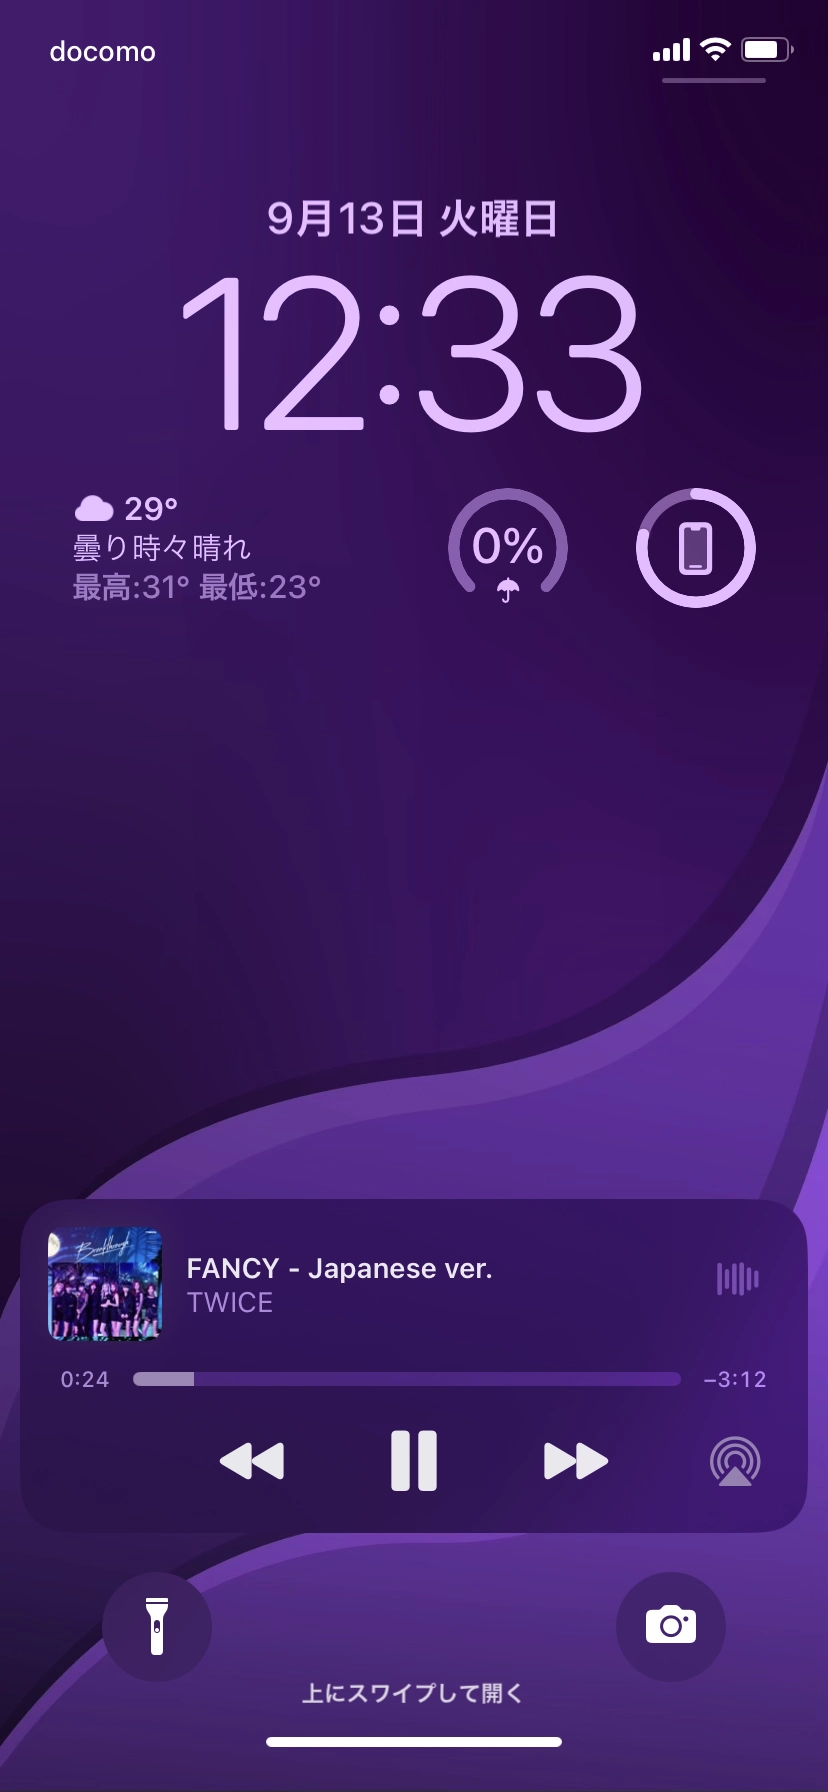 docomo
9月13日 火曜日
12:33
29°
曇り時々晴れ
最高:31° 最低:23°
0%
Breakthrough
FANCY - Japanese ver.
TWICE
0:24
−3:12
上にスワイプして開く